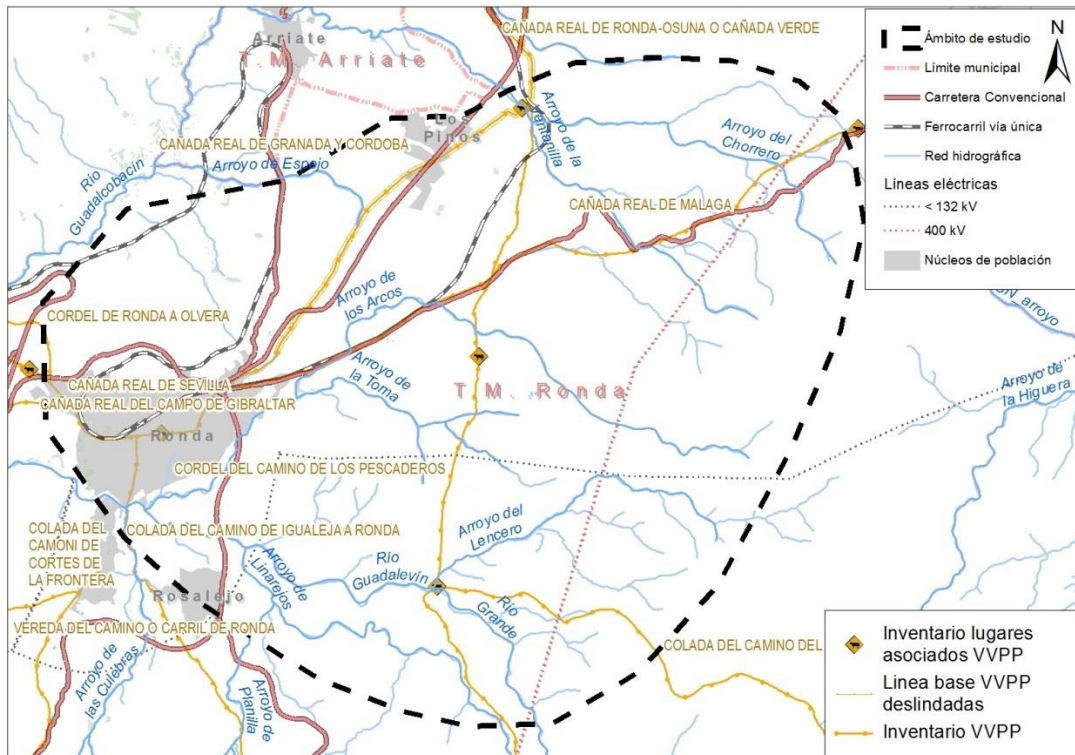 Arriate
T.M. Arriate
CAÑADA REAL DE RONDA-OSUNA O CAÑADA VERDE
Los
Pinos
CAÑADA REAL DE GRANADA Y CORDOBA
Arroyo de la
Ventanilla
Arroyo del
Chorrero
Río
Guadalcobacín
Arroyo de Espejo
CAÑADA REAL DE MALAGA
Arroyo de
los Arcos
CORDEL DE RONDA A OLVERA
CAÑADA REAL DE SEVILLA
CAÑADA REAL DEL CAMPO DE GIBRALTAR
Arroyo de
la Toma
T.M. Ronda
Ronda
CORDEL DEL CAMINO DE LOS PESCADEROS
arroyo
Arroyo de
la Higuera
COLADA DEL
CAMONI DE
CORTES DE
LA FRONTERA
COLADA DEL CAMINO DE IGUALEJA A RONDA
Arroyo del
Lencero
Río
Guadalevín
Arroyo de
Linarejos
Río
Grande
Rosalejo
VEREDA DEL CAMINO O CARRIL DE RONDA
COLADA DEL CAMINO DEL
Arroyo de
las Culebras
Arroyo de
Planilla
Ámbito de estudio
N
Límite municipal
Carretera Convencional
Ferrocarril vía única
Red hidrográfica
Líneas eléctricas
< 132 kV
400 kV
Núcleos de población
Inventario lugares
asociados VVPP
Linea base VVPP
deslindadas
Inventario VVPP